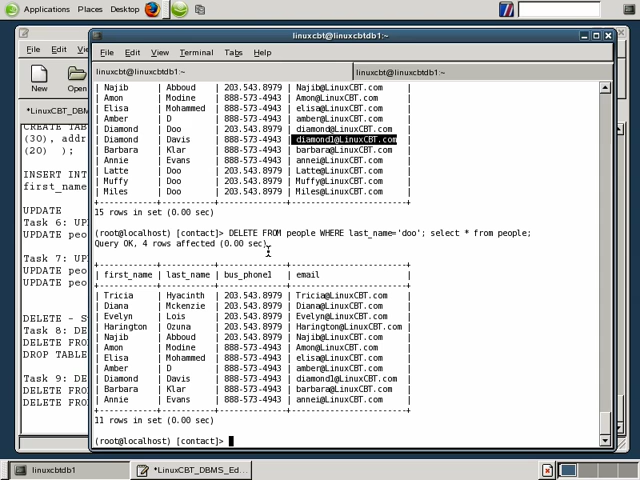 Applications Places Desktop
linuxcbt@linuxcbtdb1:~
File Edit View Terminal Tabs Help
linuxcbt@linuxcbtdb1:~ linuxcbt@linuxcbtdb1:~
File Edit
New Open
*LinuxCBT_DBM
CREATE TABL
(30), addr
(20) );
INSERT INT
first_name
UPDATE
Task 6: UP
UPDATE peo
Task 7: UP
UPDATE peo
UPDATE peo
DELETE - S
Task 8: DE
DELETE FRO
DROP TABLE
Task 9: DE
DELETE FRO
DELETE FRO
| Najib | Abboud | 203.543.8979 | Najib@LinuxCBT.com |
| Amon | Modine | 888-573-4943 | Amon@LinuxCBT.com |
| Elisa | Mohammed | 888-573-4943 | elisa@LinuxCBT.com |
| Amber | D | 888-573-4943 | amber@LinuxCBT.com |
| Diamond | Doo | 203.543.8979 | diamond@LinuxCBT.com |
| Diamond | Davis | 888-573-4943 | diamond1@LinuxCBT.com |
| Barbara | Klar | 888-573-4943 | barbara@LinuxCBT.com |
| Annie | Evans | 888-573-4943 | annei@LinuxCBT.com |
| Latte | Doo | 203.543.8979 | Latte@LinuxCBT.com |
| Muffy | Doo | 203.543.8979 | Muffy@LinuxCBT.com |
| Miles | Doo | 203.543.8979 | Miles@LinuxCBT.com |
15 rows in set (0.00 sec)
(root@localhost) [contact]> DELETE FROM people WHERE last_name='doo'; select * from people;
Query OK, 4 rows affected (0.00 sec)
| first_name | last_name | bus_phone1 | email |
| Tricia | Hyacinth | 203.543.8979 | Tricia@LinuxCBT.com |
| Diana | Mckenzie | 203.543.8979 | Diana@LinuxCBT.com |
| Evelyn | Lois | 203.543.8979 | Evelyn@LinuxCBT.com |
| Harington | Ozuna | 203.543.8979 | Harington@LinuxCBT.com |
| Najib | Abboud | 203.543.8979 | Najib@LinuxCBT.com |
| Amon | Modine | 888-573-4943 | Amon@LinuxCBT.com |
| Elisa | Mohammed | 888-573-4943 | elisa@LinuxCBT.com |
| Amber | D | 888-573-4943 | amber@LinuxCBT.com |
| Diamond | Davis | 888-573-4943 | diamond1@LinuxCBT.com |
| Barbara | Klar | 888-573-4943 | barbara@LinuxCBT.com |
| Annie | Evans | 888-573-4943 | annei@LinuxCBT.com |
11 rows in set (0.00 sec)
(root@localhost) [contact]>
linuxcbtdb1 *LinuxCBT_DBMS_Ed...